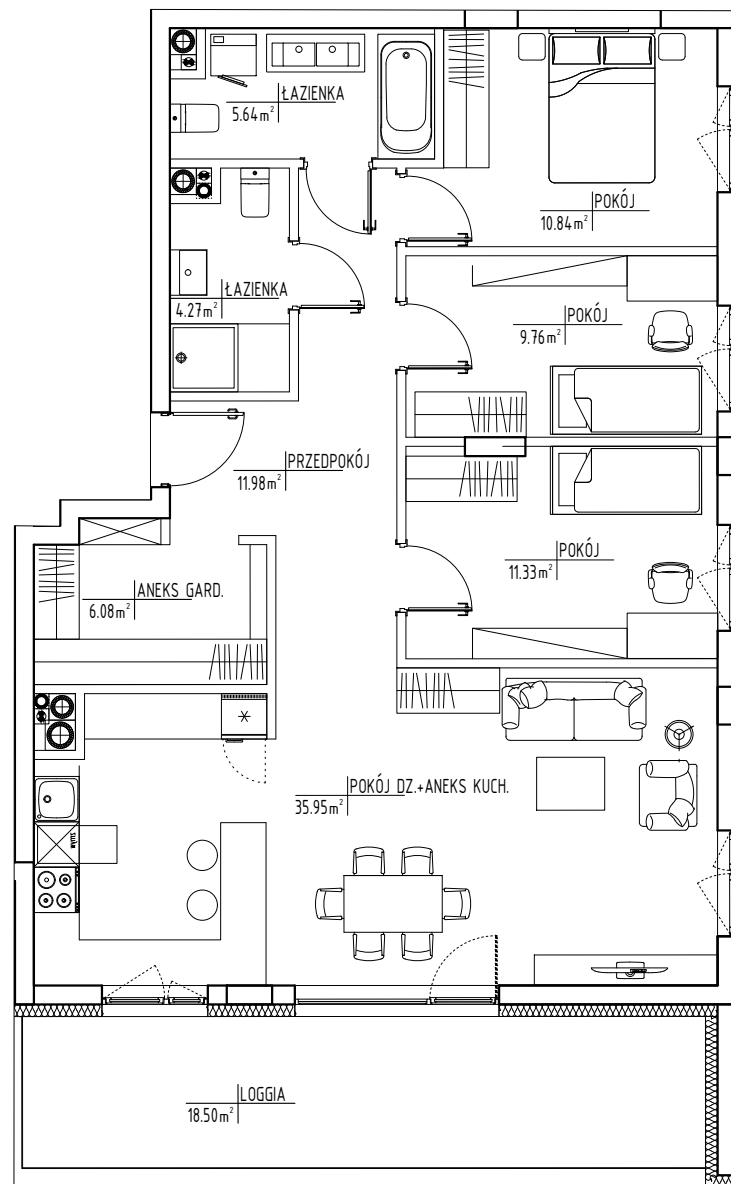 ŁAZIENKA
5.64m²
POKÓJ
10.84m²
ŁAZIENKA
4.27m²
POKÓJ
9.76m²
PRZEDPOKÓJ
11.98m²
POKÓJ
11.33m²
ANEKS GARD.
6.08m²
POKÓJ DZ.+ANEKS KUCH.
35.95m²
LOGGIA
18.50m²